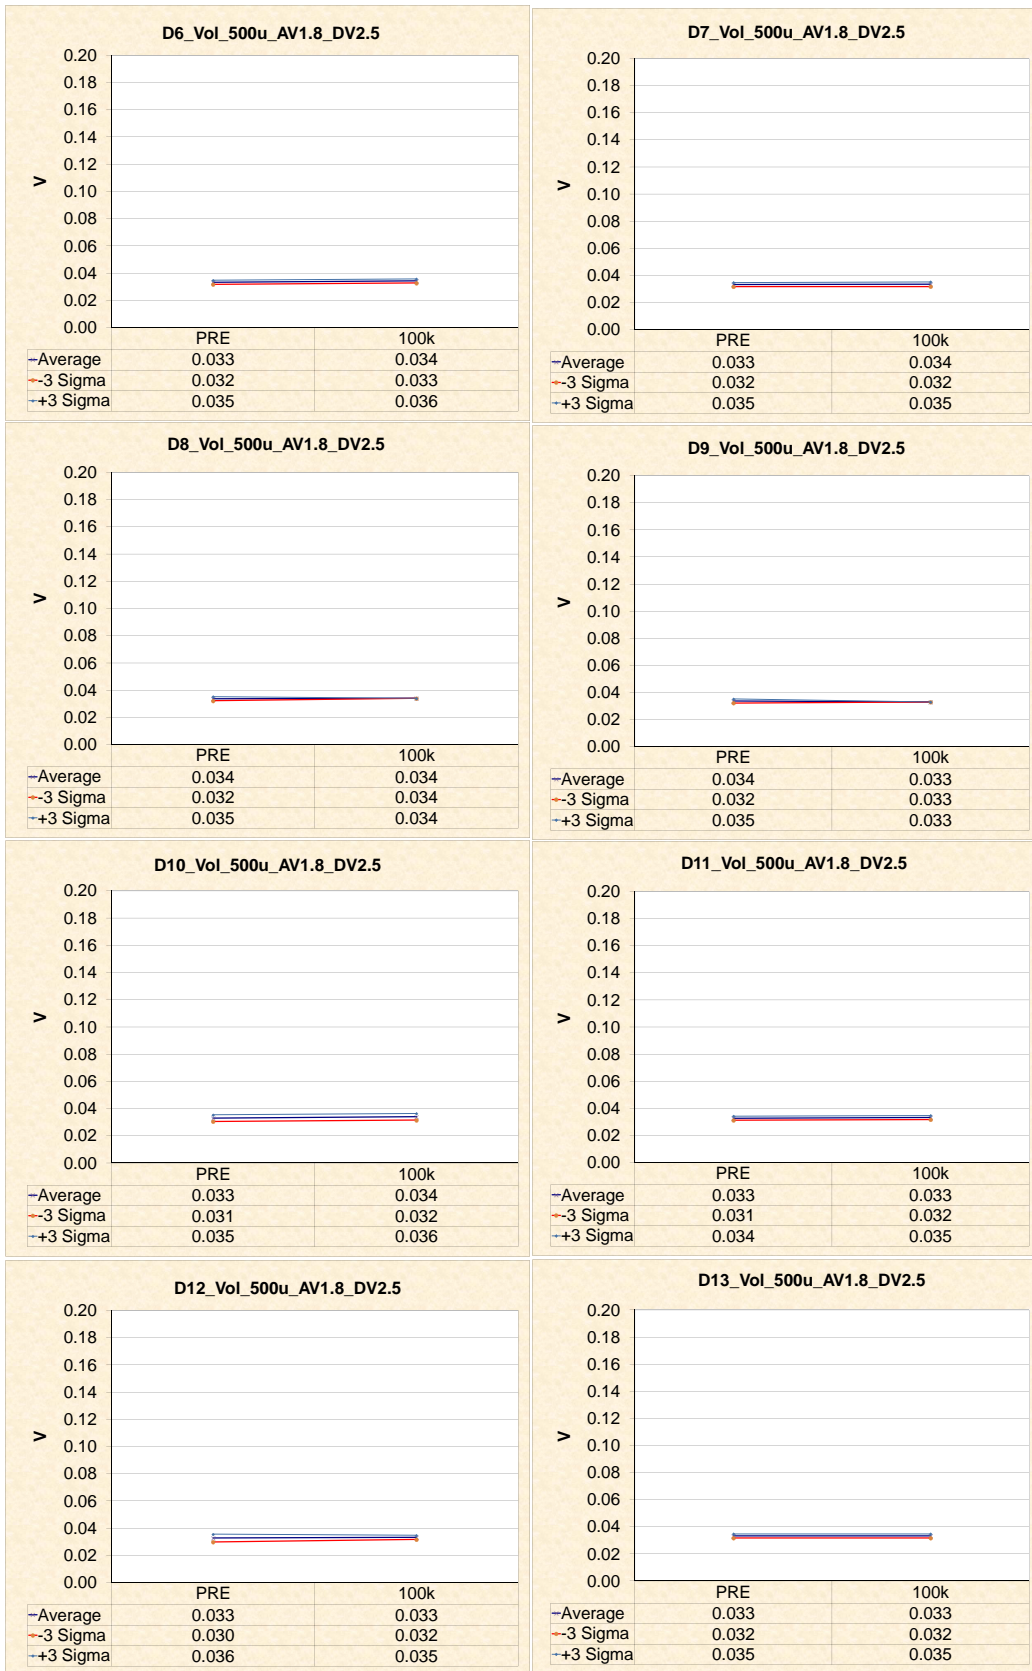 D6_Vol_500u_AV1.8_DV2.5
0.20
0.18
0.16
0.14
0.12
0.10
0.08
0.06
0.04
0.02
0.00
V
PRE 100k
Average 0.033 0.034
-3 Sigma 0.032 0.033
+3 Sigma 0.035 0.036
D7_Vol_500u_AV1.8_DV2.5
0.20
0.18
0.16
0.14
0.12
0.10
0.08
0.06
0.04
0.02
0.00
V
PRE 100k
Average 0.033 0.034
-3 Sigma 0.032 0.032
+3 Sigma 0.035 0.035
D8_Vol_500u_AV1.8_DV2.5
0.20
0.18
0.16
0.14
0.12
0.10
0.08
0.06
0.04
0.02
0.00
V
PRE 100k
Average 0.034 0.034
-3 Sigma 0.032 0.034
+3 Sigma 0.035 0.034
D9_Vol_500u_AV1.8_DV2.5
0.20
0.18
0.16
0.14
0.12
0.10
0.08
0.06
0.04
0.02
0.00
V
PRE 100k
Average 0.034 0.033
-3 Sigma 0.032 0.033
+3 Sigma 0.035 0.033
D10_Vol_500u_AV1.8_DV2.5
0.20
0.18
0.16
0.14
0.12
0.10
0.08
0.06
0.04
0.02
0.00
V
PRE 100k
Average 0.033 0.034
-3 Sigma 0.031 0.032
+3 Sigma 0.035 0.036
D11_Vol_500u_AV1.8_DV2.5
0.20
0.18
0.16
0.14
0.12
0.10
0.08
0.06
0.04
0.02
0.00
V
PRE 100k
Average 0.033 0.033
-3 Sigma 0.031 0.032
+3 Sigma 0.034 0.035
D12_Vol_500u_AV1.8_DV2.5
0.20
0.18
0.16
0.14
0.12
0.10
0.08
0.06
0.04
0.02
0.00
V
PRE 100k
Average 0.033 0.033
-3 Sigma 0.030 0.032
+3 Sigma 0.036 0.035
D13_Vol_500u_AV1.8_DV2.5
0.20
0.18
0.16
0.14
0.12
0.10
0.08
0.06
0.04
0.02
0.00
V
PRE 100k
Average 0.033 0.033
-3 Sigma 0.032 0.032
+3 Sigma 0.035 0.035